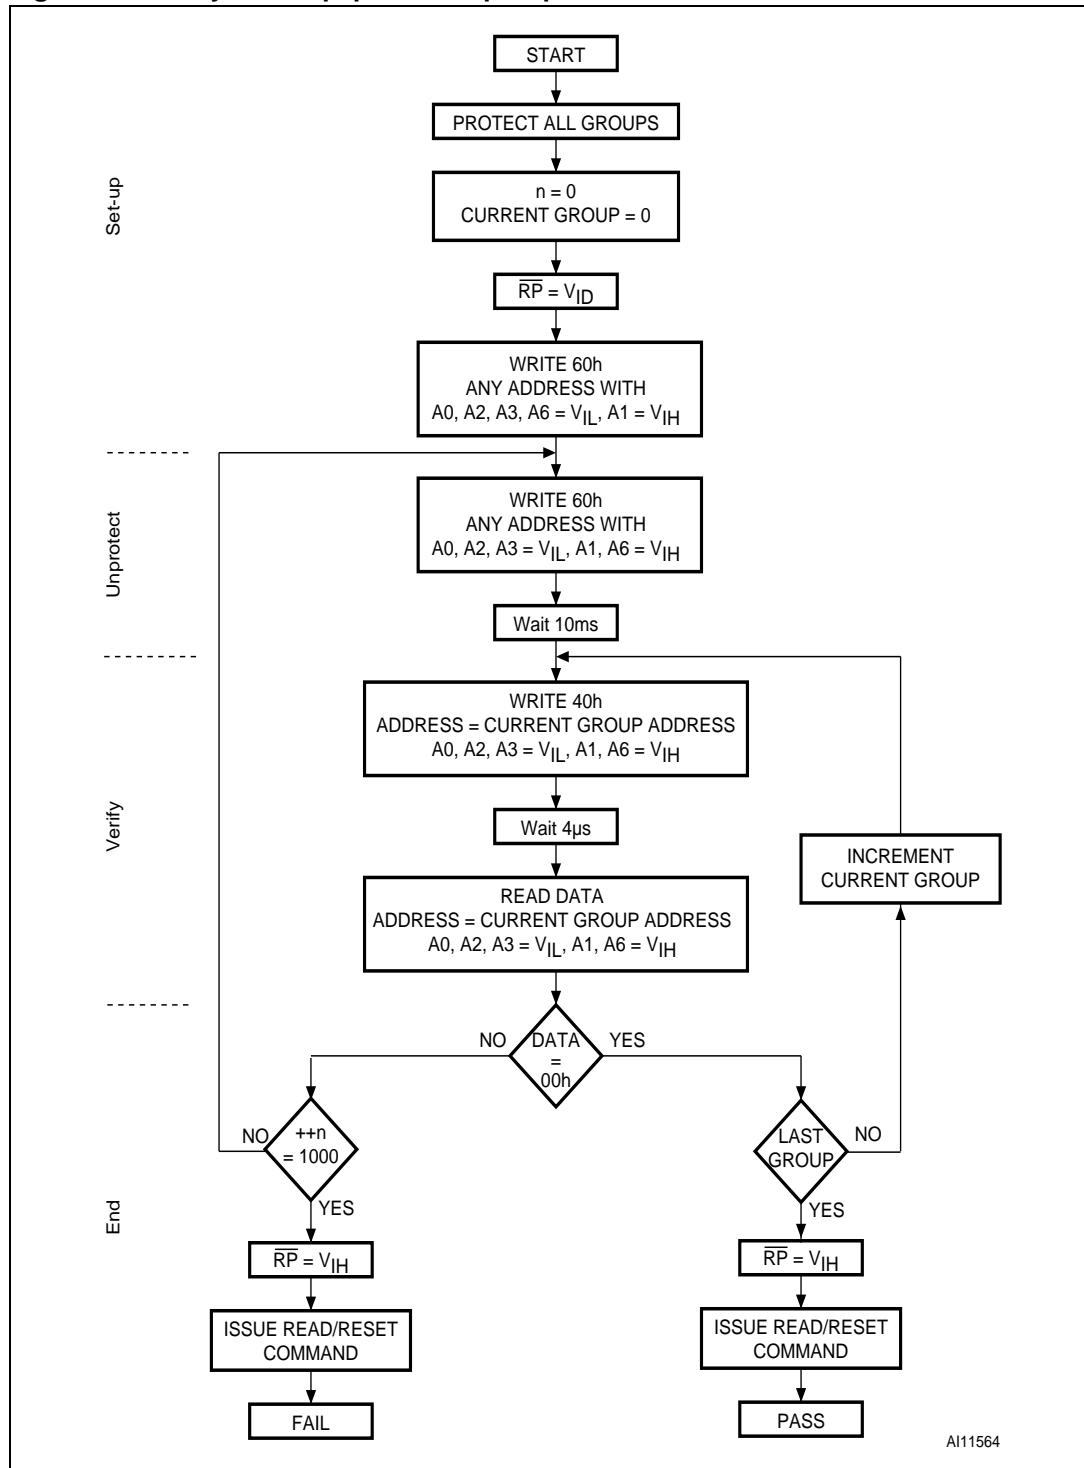 START
PROTECT ALL GROUPS
n = 0
CURRENT GROUP = 0
RP = VID
WRITE 60h
ANY ADDRESS WITH
A0, A2, A3, A6 = VIL, A1 = VIH
Set-up
WRITE 60h
ANY ADDRESS WITH
A0, A2, A3 = VIL, A1, A6 = VIH
Wait 10ms
Unprotect
WRITE 40h
ADDRESS = CURRENT GROUP ADDRESS
A0, A2, A3 = VIL, A1, A6 = VIH
Wait 4µs
READ DATA
ADDRESS = CURRENT GROUP ADDRESS
A0, A2, A3 = VIL, A1, A6 = VIH
Verify
INCREMENT
CURRENT GROUP
DATA
=
00h
NO
YES
++n
= 1000
NO
YES
LAST
GROUP
NO
YES
End
RP = VIH
ISSUE READ/RESET
COMMAND
FAIL
RP = VIH
ISSUE READ/RESET
COMMAND
PASS
AI11564